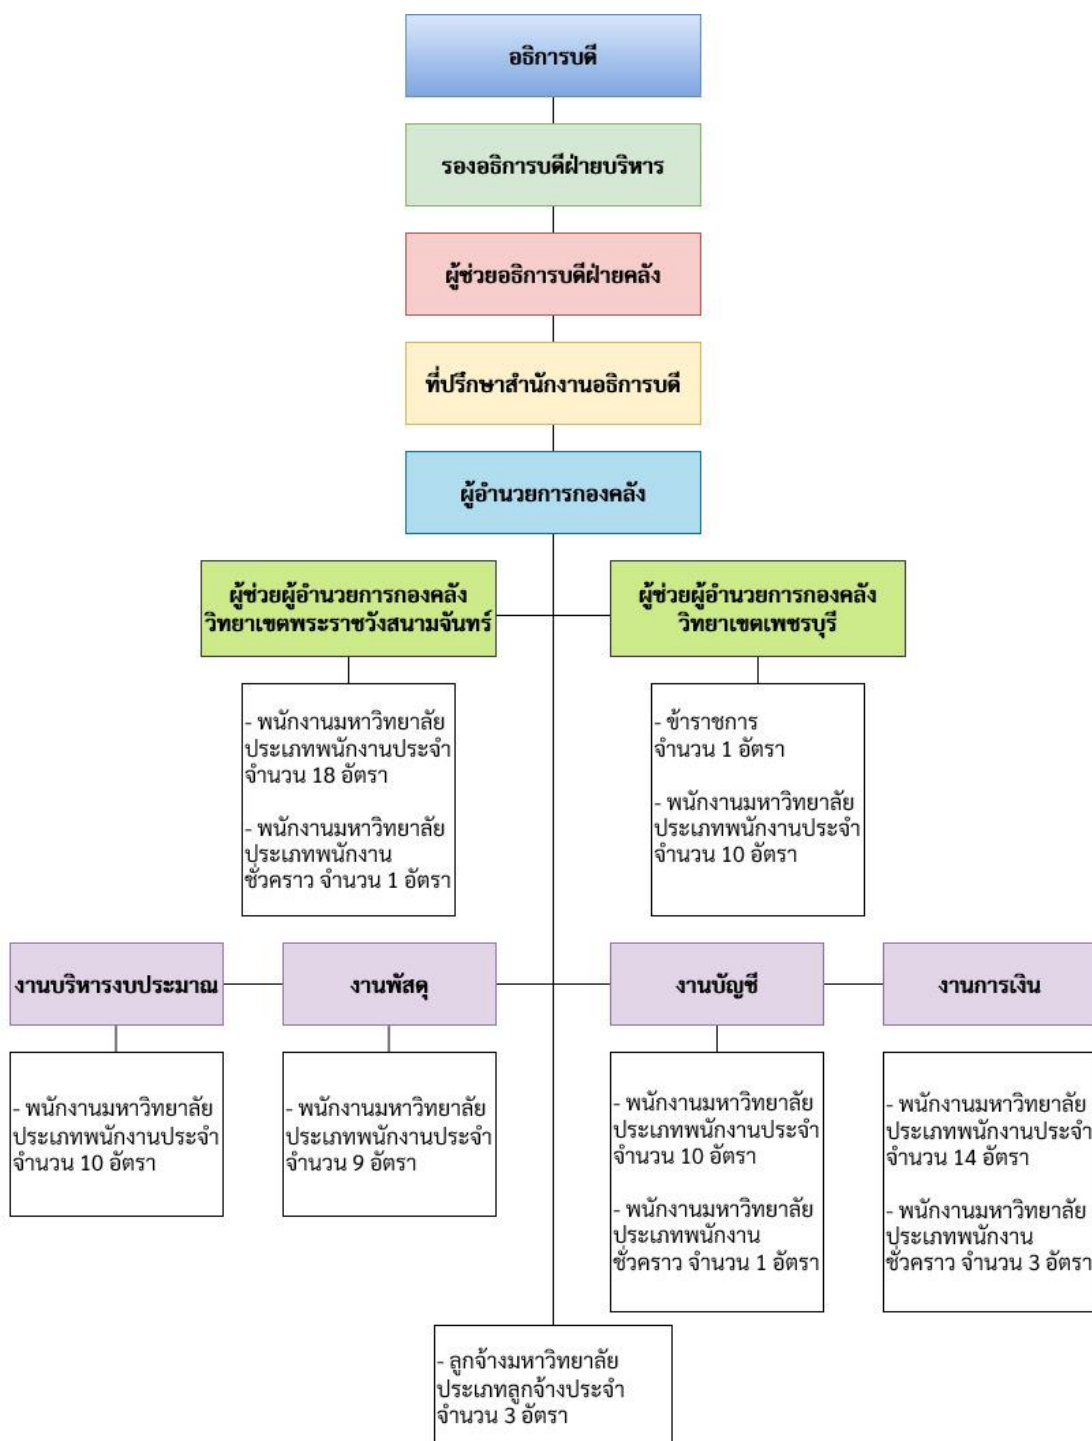 อธิการบดี
รองอธิการบดีฝ่ายบริหาร
ผู้ช่วยอธิการบดีฝ่ายคลัง
ที่ปรึกษาสำนักงานอธิการบดี
ผู้อำนวยการกองคลัง
ผู้ช่วยผู้อำนวยการกองคลัง
วิทยาเขตพระราชวังสนามจันทร์
ผู้ช่วยผู้อำนวยการกองคลัง
วิทยาเขตเพชรบุรี
- พนักงานมหาวิทยาลัย
ประเภทพนักงานประจำ
จำนวน 18 อัตรา
- พนักงานมหาวิทยาลัย
ประเภทพนักงาน
ชั่วคราว จำนวน 1 อัตรา
- ข้าราชการ
จำนวน 1 อัตรา
- พนักงานมหาวิทยาลัย
ประเภทพนักงานประจำ
จำนวน 10 อัตรา
งานบริหารงบประมาณ
งานพัสดุ
งานบัญชี
งานการเงิน
- พนักงานมหาวิทยาลัย
ประเภทพนักงานประจำ
จำนวน 10 อัตรา
- พนักงานมหาวิทยาลัย
ประเภทพนักงานประจำ
จำนวน 9 อัตรา
- พนักงานมหาวิทยาลัย
ประเภทพนักงานประจำ
จำนวน 10 อัตรา
- พนักงานมหาวิทยาลัย
ประเภทพนักงาน
ชั่วคราว จำนวน 1 อัตรา
- พนักงานมหาวิทยาลัย
ประเภทพนักงานประจำ
จำนวน 14 อัตรา
- พนักงานมหาวิทยาลัย
ประเภทพนักงาน
ชั่วคราว จำนวน 3 อัตรา
- ลูกจ้างมหาวิทยาลัย
ประเภทลูกจ้างประจำ
จำนวน 3 อัตรา